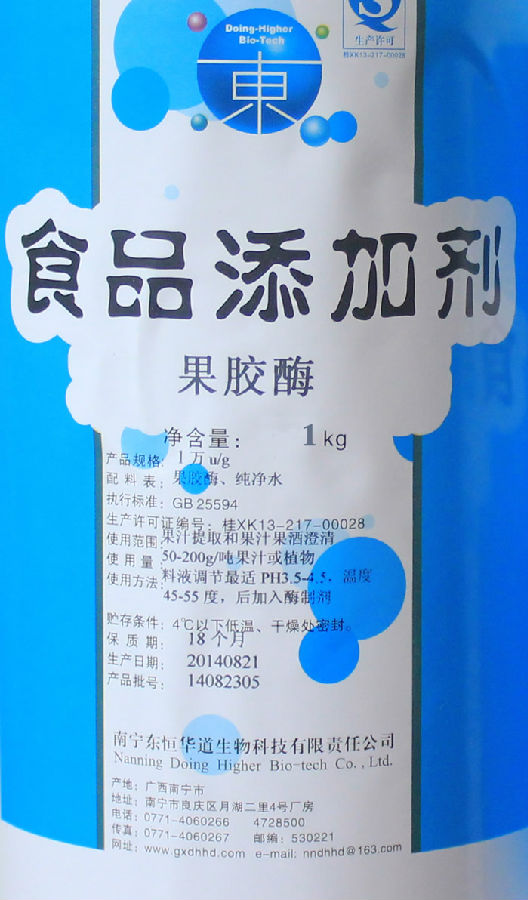 Doing-Higher
Bio-Tech
東
生产许可
桂XK13-217-00028
食品添加剂
果胶酶
净含量： 1kg
产品规格：1万u/g
配料表：果胶酶、纯净水
执行标准：GB 25594
生产许可证编号：桂XK13-217-00028
使用范围 果汁提取和果汁果酒澄清
使用量：50-200g/吨果汁或植物
使用方法：料液调节最适PH3.5-4.5，温度
45-55度，后加入酶制剂
贮存条件：4℃以下低温、干燥处密封。
保质期：18个月
生产日期：20140821
产品批号：14082305
南宁东恒华道生物科技有限责任公司
Nanning Doing Higher Bio-tech Co., Ltd.
产地：广西南宁市
地址：南宁市良庆区月湖二里4号厂房
电话：0771-4060266 4728500
传真：0771-4060267 邮编：530221
网址：www.gxdhhd.com e-mail: nndhhd@163.com